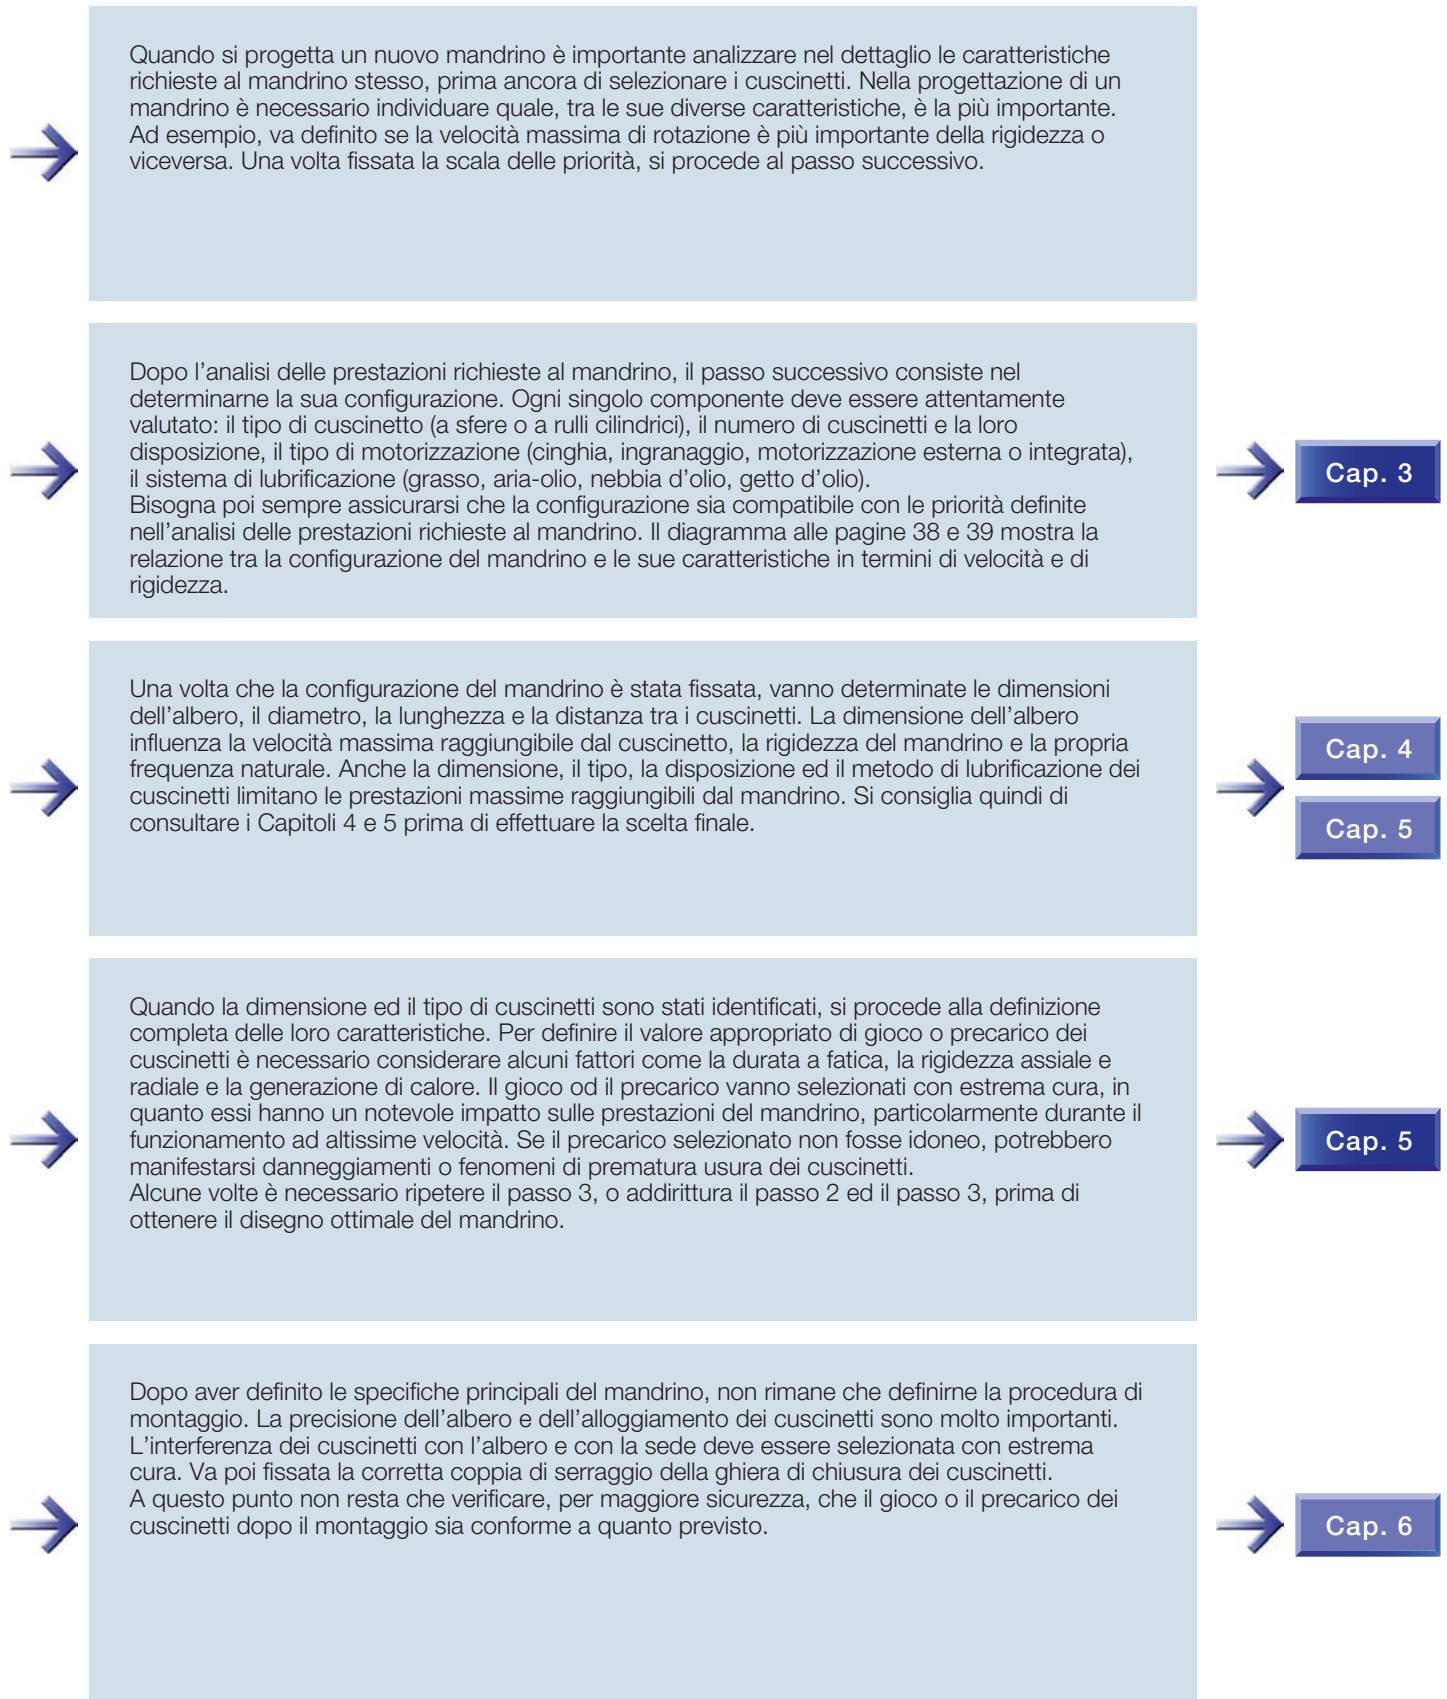 Quando si progetta un nuovo mandrino è importante analizzare nel dettaglio le caratteristiche
richieste al mandrino stesso, prima ancora di selezionare i cuscinetti. Nella progettazione di un
mandrino è necessario individuare quale, tra le sue diverse caratteristiche, è la più importante.
Ad esempio, va definito se la velocità massima di rotazione è più importante della rigidezza o
viceversa. Una volta fissata la scala delle priorità, si procede al passo successivo.
Dopo l'analisi delle prestazioni richieste al mandrino, il passo successivo consiste nel
determinarne la sua configurazione. Ogni singolo componente deve essere attentamente
valutato: il tipo di cuscinetto (a sfere o a rulli cilindrici), il numero di cuscinetti e la loro
disposizione, il tipo di motorizzazione (cinghia, ingranaggio, motorizzazione esterna o integrata),
il sistema di lubrificazione (grasso, aria-olio, nebbia d'olio, getto d'olio).
Bisogna poi sempre assicurarsi che la configurazione sia compatibile con le priorità definite
nell'analisi delle prestazioni richieste al mandrino. Il diagramma alle pagine 38 e 39 mostra la
relazione tra la configurazione del mandrino e le sue caratteristiche in termini di velocità e di
rigidezza.
Cap. 3
Una volta che la configurazione del mandrino è stata fissata, vanno determinate le dimensioni
dell'albero, il diametro, la lunghezza e la distanza tra i cuscinetti. La dimensione dell'albero
influenza la velocità massima raggiungibile dal cuscinetto, la rigidezza del mandrino e la propria
frequenza naturale. Anche la dimensione, il tipo, la disposizione ed il metodo di lubrificazione dei
cuscinetti limitano le prestazioni massime raggiungibili dal mandrino. Si consiglia quindi di
consultare i Capitoli 4 e 5 prima di effettuare la scelta finale.
Cap. 4
Cap. 5
Quando la dimensione ed il tipo di cuscinetti sono stati identificati, si procede alla definizione
completa delle loro caratteristiche. Per definire il valore appropriato di gioco o precarico dei
cuscinetti è necessario considerare alcuni fattori come la durata a fatica, la rigidezza assiale e
radiale e la generazione di calore. Il gioco od il precarico vanno selezionati con estrema cura, in
quanto essi hanno un notevole impatto sulle prestazioni del mandrino, particolarmente durante il
funzionamento ad altissime velocità. Se il precarico selezionato non fosse idoneo, potrebbero
manifestarsi danneggiamenti o fenomeni di prematura usura dei cuscinetti.
Alcune volte è necessario ripetere il passo 3, o addirittura il passo 2 ed il passo 3, prima di
ottenere il disegno ottimale del mandrino.
Cap. 5
Dopo aver definito le specifiche principali del mandrino, non rimane che definirne la procedura di
montaggio. La precisione dell'albero e dell'alloggiamento dei cuscinetti sono molto importanti.
L'interferenza dei cuscinetti con l'albero e con la sede deve essere selezionata con estrema
cura. Va poi fissata la corretta coppia di serraggio della ghiera di chiusura dei cuscinetti.
A questo punto non resta che verificare, per maggiore sicurezza, che il gioco o il precarico dei
cuscinetti dopo il montaggio sia conforme a quanto previsto.
Cap. 6